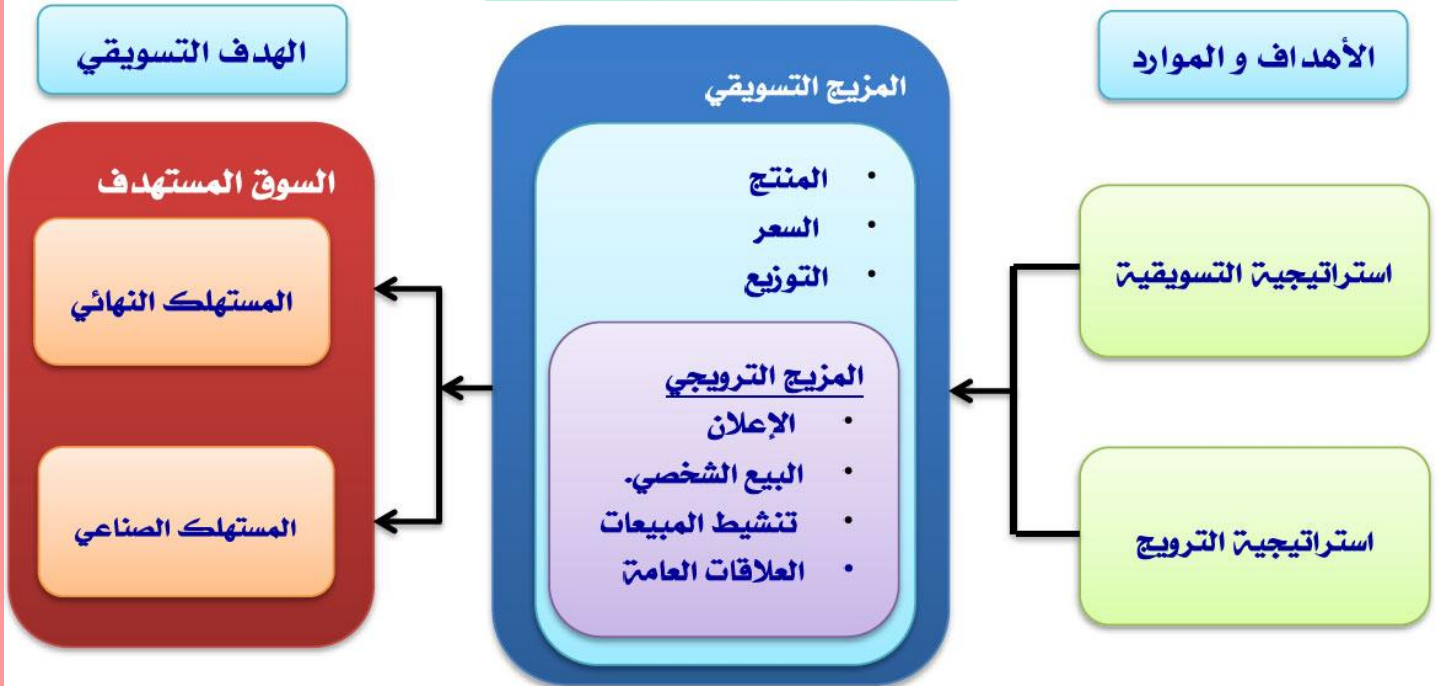 الأهداف و الموارد
استراتيجية التسويقية
استراتيجية الترويج
المزيج التسويقي
• المنتج
• السعر
• التوزيع
المزيج الترويجي
• الإعلان
• البيع الشخصي.
• تنشيط المبيعات
• العلاقات العامة
الهدف التسويقي
السوق المستهدف
المستهلك النهائي
المستهلك الصناعي